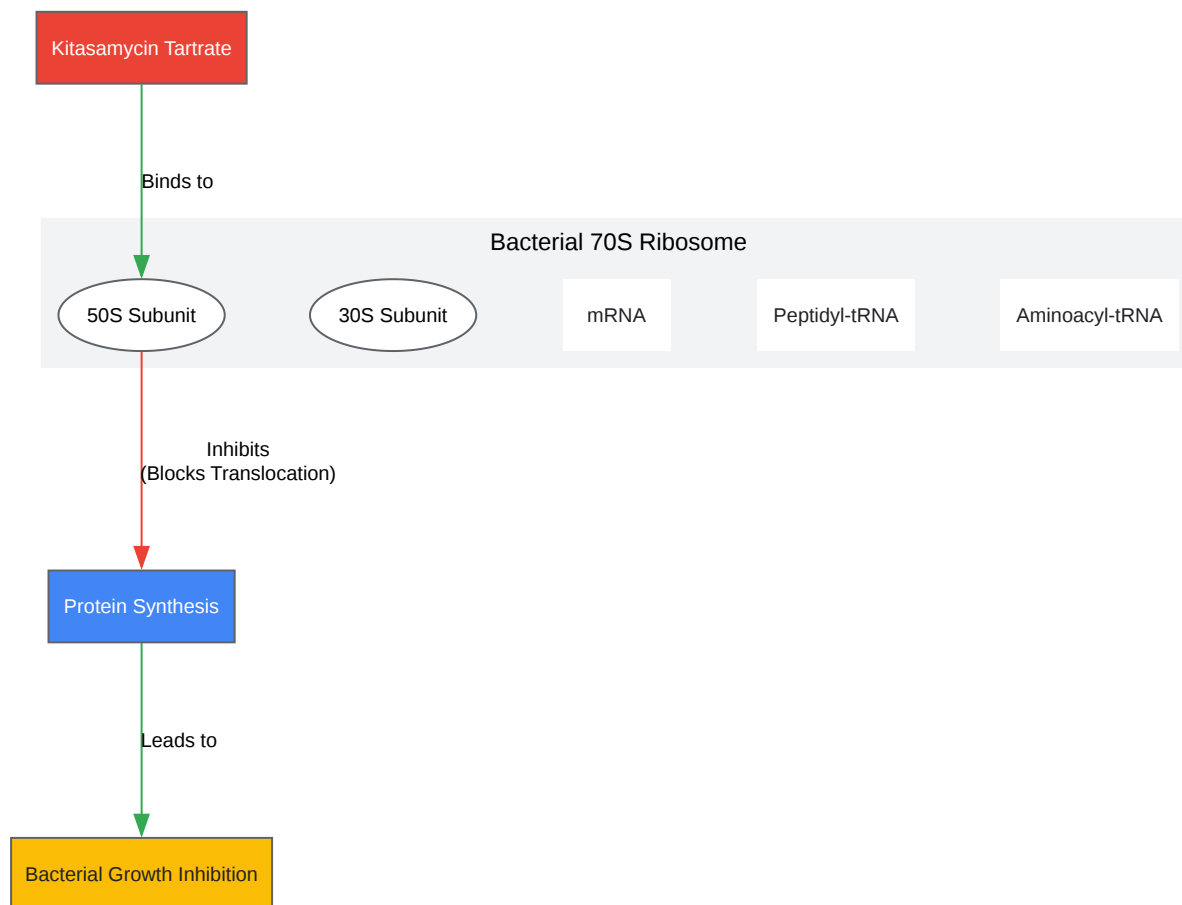 Kitasamycin Tartrate
Binds to
Bacterial 70S Ribosome
50S Subunit
30S Subunit
mRNA
Peptidyl-tRNA
Aminoacyl-tRNA
Inhibits
(Blocks Translocation)
Protein Synthesis
Leads to
Bacterial Growth Inhibition